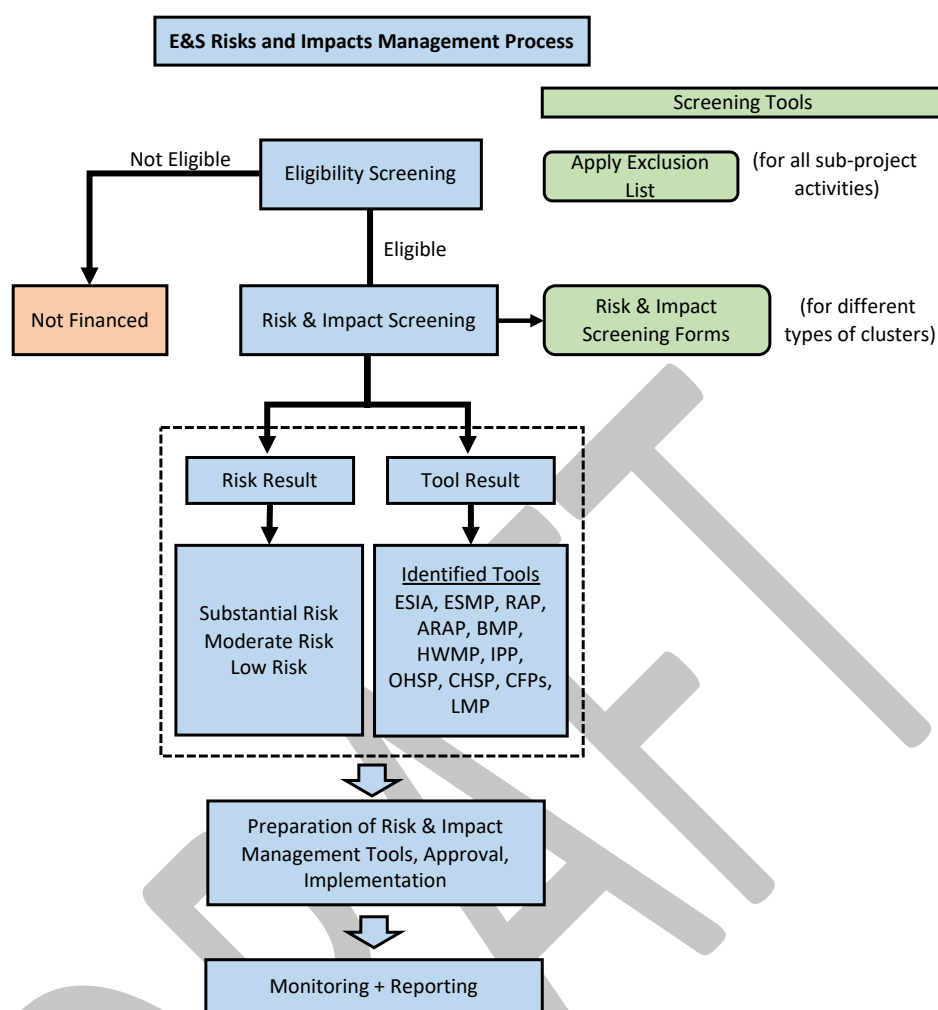 E&S Risks and Impacts Management Process
Screening Tools
Not Eligible
Eligibility Screening
Apply Exclusion
List
(for all sub-project
activities)
Eligible
Not Financed
Risk & Impact Screening
Risk & Impact
Screening Forms
(for different
types of clusters)
Risk Result
Tool Result
Substantial Risk
Moderate Risk
Low Risk
Identified Tools
ESIA, ESMP, RAP,
ARAP, BMP,
HWMP, IPP,
OHSP, CHSP, CFPs,
LMP
Preparation of Risk & Impact
Management Tools, Approval,
Implementation
Monitoring + Reporting
DRAFT